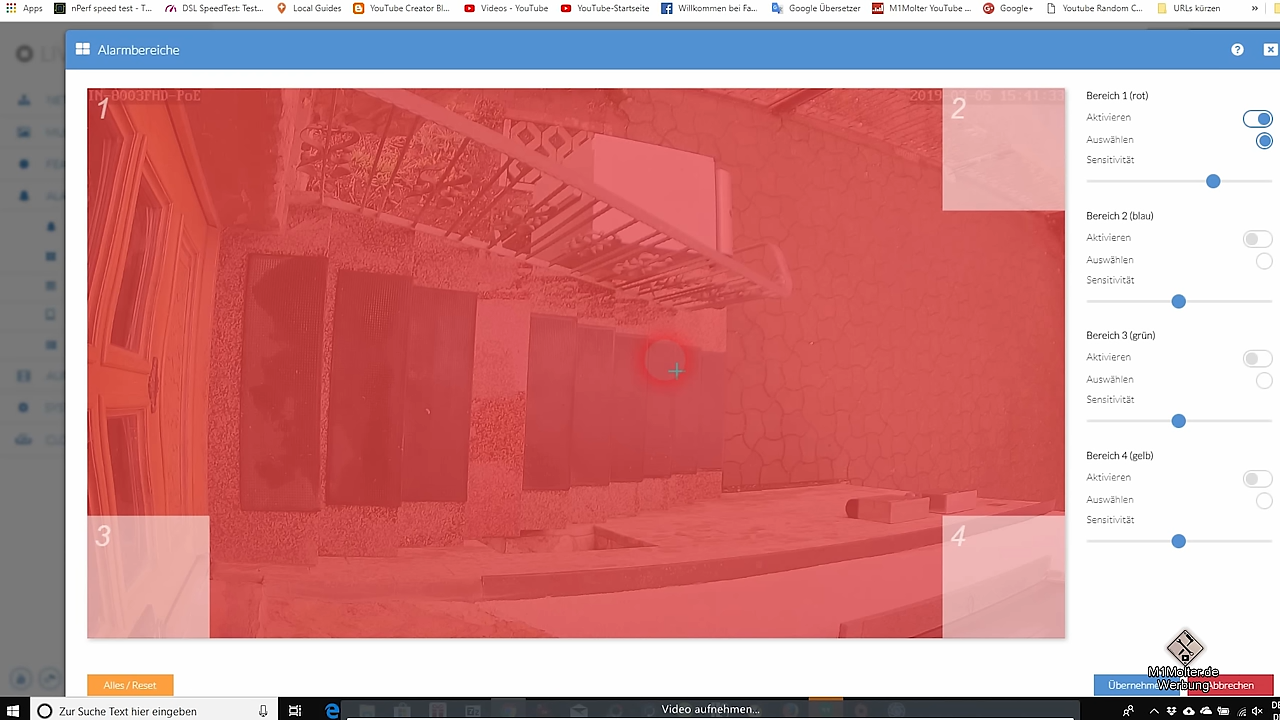 Apps nPerf speed test - T... DSL SpeedTest: Test... Local Guides YouTube Creator Bl... Videos - YouTube YouTube-Startseite Willkommen bei Fa... Google Übersetzer M1Molter YouTube ... Google+ Youtube Random C... URLs kürzen »
Alarmbereiche
IN-8003FHD-PoE
1
2
3
4
Bereich 1 (rot)
Aktivieren
Auswählen
Sensitivität
Bereich 2 (blau)
Aktivieren
Auswählen
Sensitivität
Bereich 3 (grün)
Aktivieren
Auswählen
Sensitivität
Bereich 4 (gelb)
Aktivieren
Auswählen
Sensitivität
M1Molter.de
Werbung
Alles / Reset
Zur Suche Text hier eingeben
Video aufnehmen...